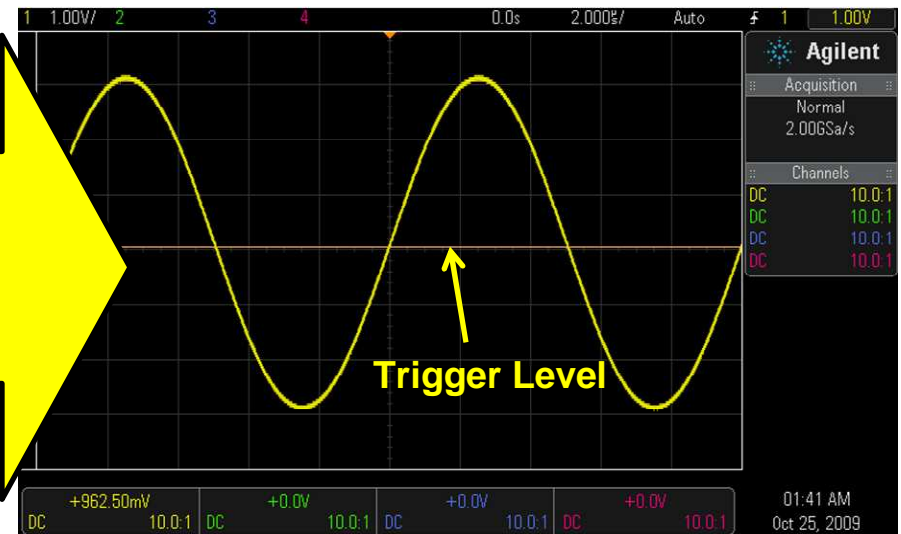 1 1.00V/ 2 3 4 0.0s 2.000㎲/ Auto 1 1.00V
Agilent
Acquisition
Normal
2.00GSa/s
Channels
DC 10.0:1
DC 10.0:1
DC 10.0:1
DC 10.0:1
Trigger Level
+962.50mV +0.0V +0.0V +0.0V
DC 10.0:1 DC 10.0:1 DC 10.0:1 DC 10.0:1
01:41 AM
Oct 25, 2009